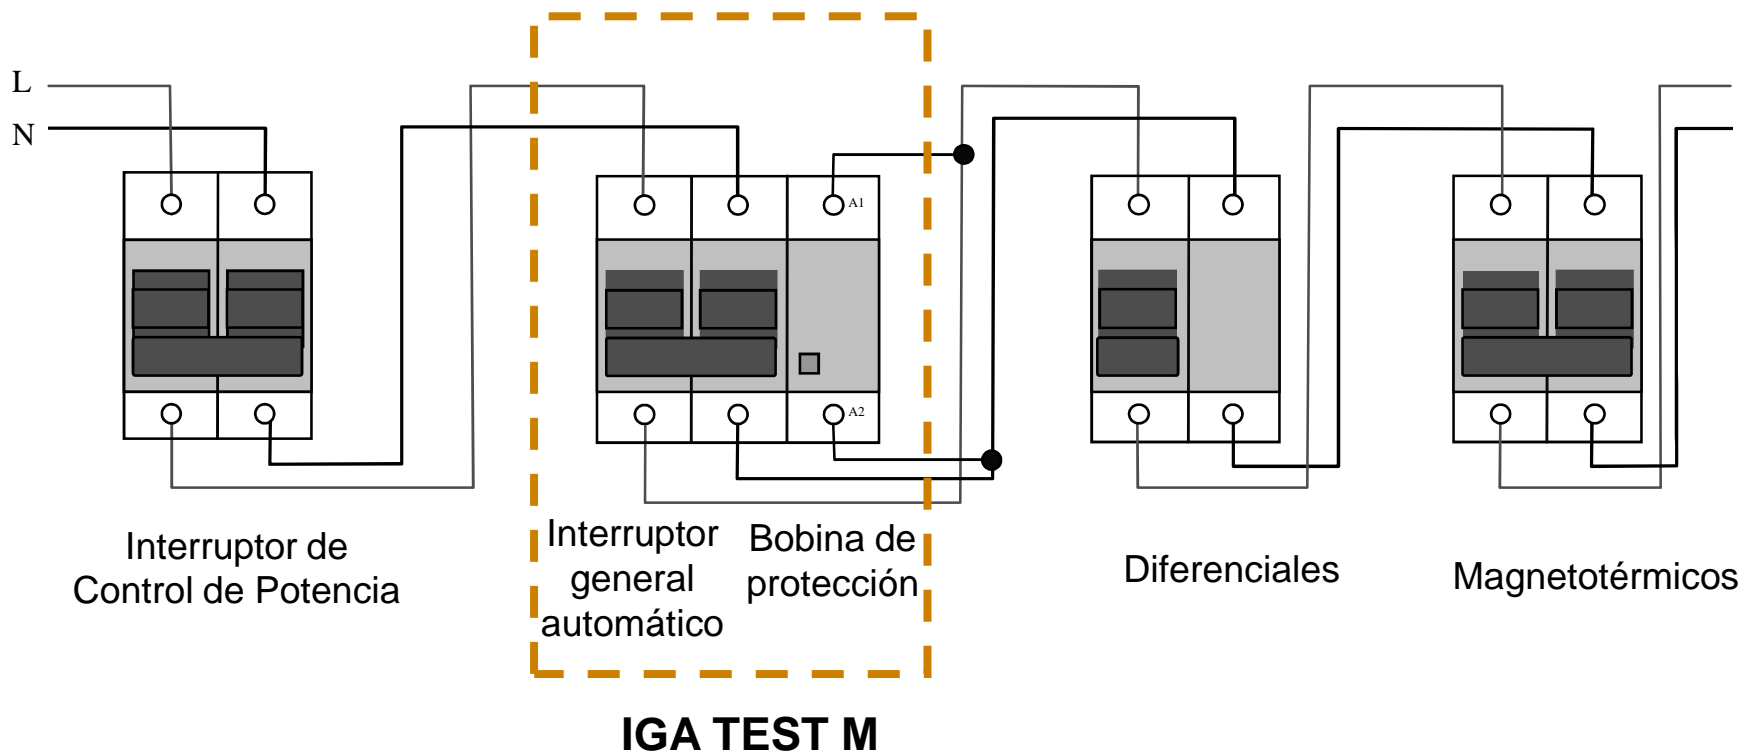 L
N
A1
A2
Interruptor de
Control de Potencia
Interruptor
general
automático
Bobina de
protección
Diferenciales
Magnetotérmicos
IGA TEST M